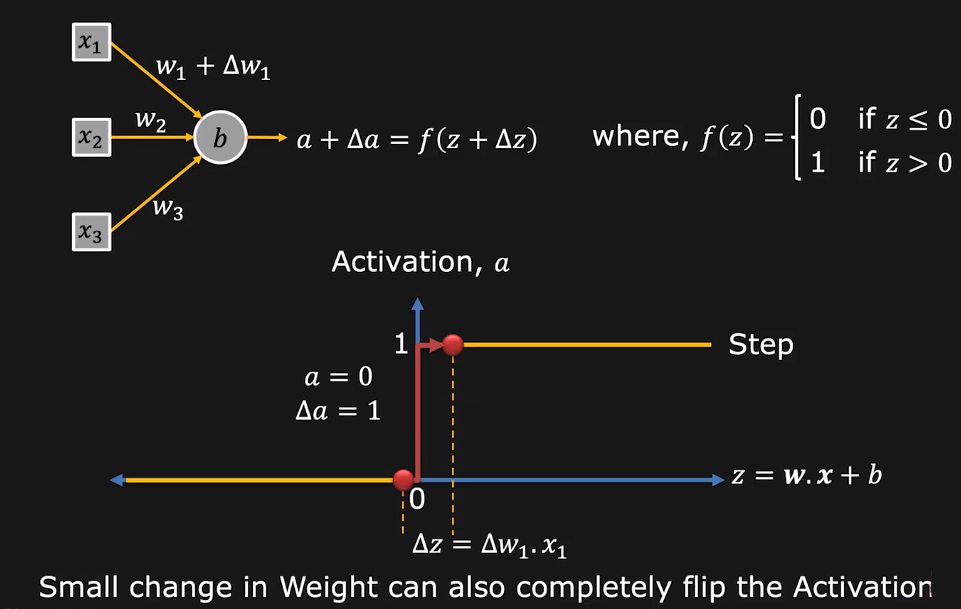 x₁
w₁ + Δw₁
x₂
w₂
b
a + Δa = f(z + Δz)
where, f(z) = { 0 if z ≤ 0
1 if z > 0
w₃
x₃
Activation, a
1
Step
a = 0
Δa = 1
z = w.x + b
0
Δz = Δw₁.x₁
Small change in Weight can also completely flip the Activation